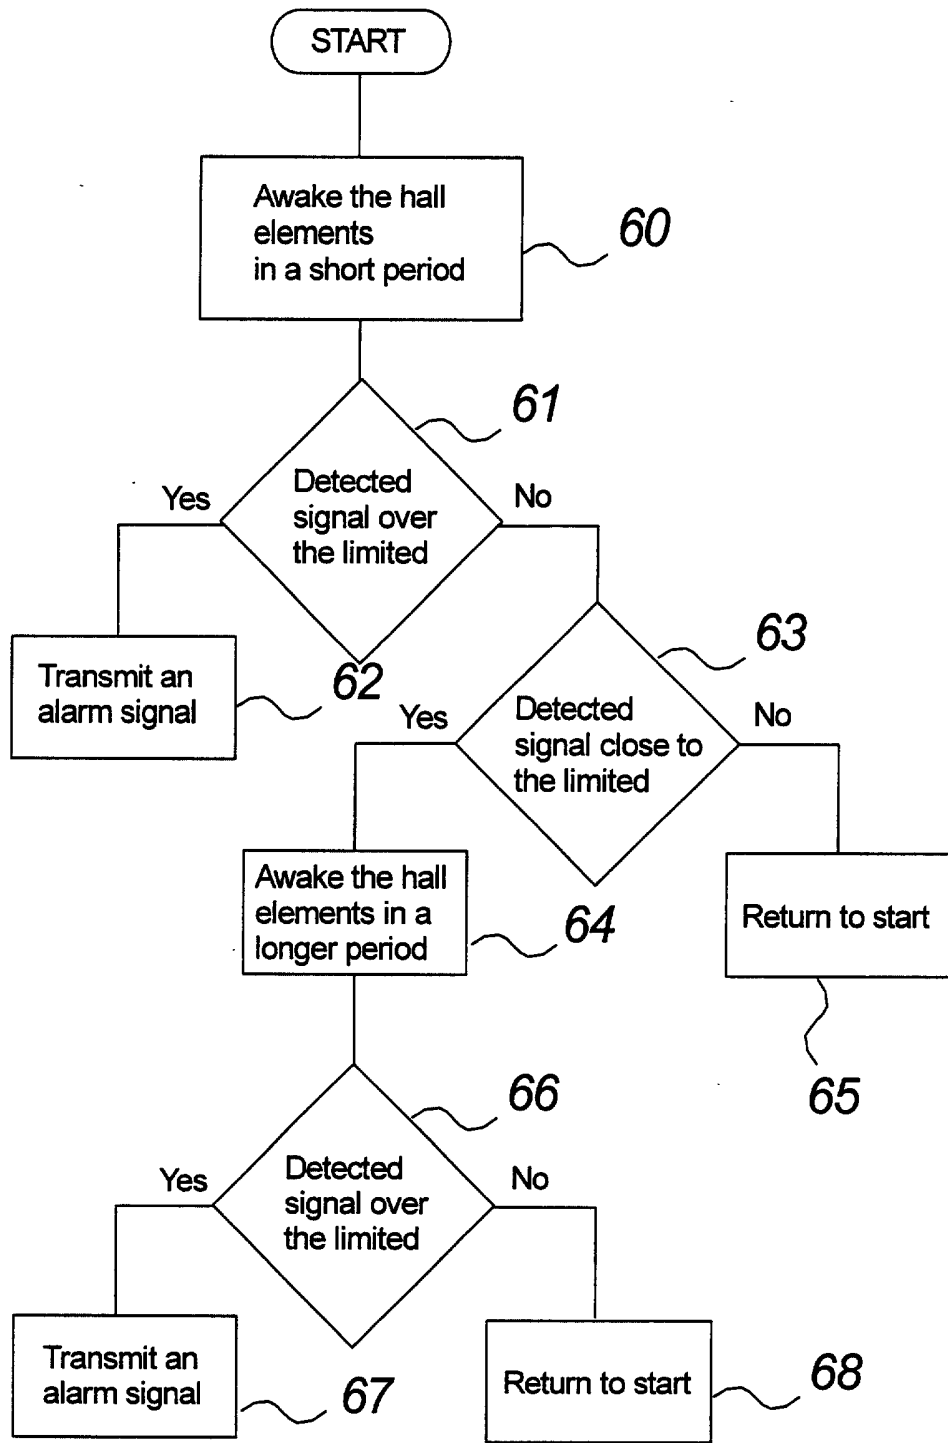 START
Awake the hall
elements
in a short period
60
61
Detected
signal over
the limited
Yes
No
Transmit an
alarm signal
62
63
Detected
signal close to
the limited
Yes
No
Awake the hall
elements in a
longer period
64
Return to start
65
66
Detected
signal over
the limited
Yes
No
Transmit an
alarm signal
67
Return to start
68